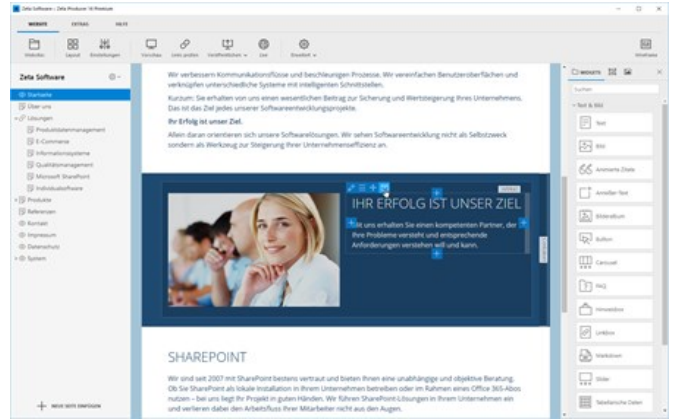 Zeta Software - Zeta Producer 16 Premium
WEBSITE EXTRAS HILFE
Websites Layout Einstellungen Vorschau Links prüfen Veröffentlichen Live Erweitert Wireframe
Zeta Software
Startseite
Über uns
Lösungen
Produktdatenmanagement
E-Commerce
Informationssysteme
Qualitätsmanagement
Microsoft SharePoint
Individualsoftware
Produkte
Referenzen
Kontakt
Impressum
Datenschutz
System
NEUE SEITE EINFÜGEN
Wir verbessern Kommunikationsflüsse und beschleunigen Prozesse. Wir vereinfachen Benutzeroberflächen und
verknüpfen unterschiedliche Systeme mit intelligenten Schnittstellen.
Kurzum: Sie erhalten von uns einen wesentlichen Beitrag zur Sicherung und Wertsteigerung Ihres Unternehmens.
Das ist das Ziel jedes unserer Softwareentwicklungsprojekte.
Ihr Erfolg ist unser Ziel.
Allein daran orientieren sich unsere Softwarelösungen. Wir sehen Softwareentwicklung nicht als Selbstzweck
sondern als Werkzeug zur Steigerung Ihrer Unternehmenseffizienz an.
IHR ERFOLG IST UNSER ZIEL
Mit uns erhalten Sie einen kompetenten Partner, der
Ihre Probleme versteht und entsprechende
Anforderungen verstehen will und kann.
SHAREPOINT
Wir sind seit 2007 mit SharePoint bestens vertraut und bieten Ihnen eine unabhängige und objektive Beratung.
Ob Sie SharePoint als lokale Installation in Ihrem Unternehmen betreiben oder im Rahmen eines Office 365-Abos
nutzen – bei uns liegt Ihr Projekt in guten Händen. Wir führen SharePoint-Lösungen in Ihrem Unternehmen ein
und verlieren dabei den Arbeitsfluss Ihrer Mitarbeiter nicht aus den Augen.
WIDGETS
Suchen
Text & Bild
Text
Bild
Animierte Zitate
Anreißer-Text
Bilderalbum
Button
Carousel
FAQ
Hinweisbox
Linkbox
Markdown
Slider
Tabellarische Daten